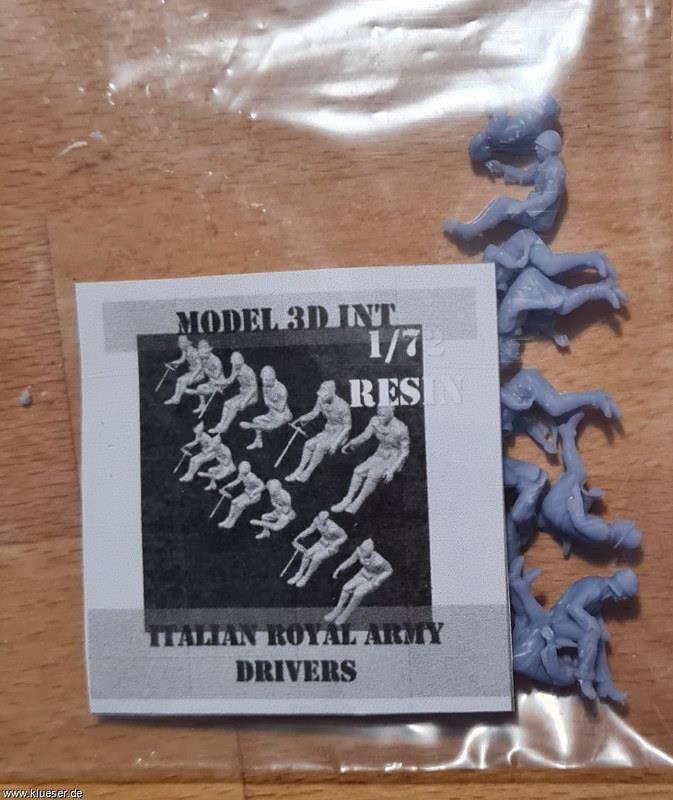 MODEL 3D INT
1/72
RESIN
ITALIAN ROYAL ARMY
DRIVERS
www.klueser.de